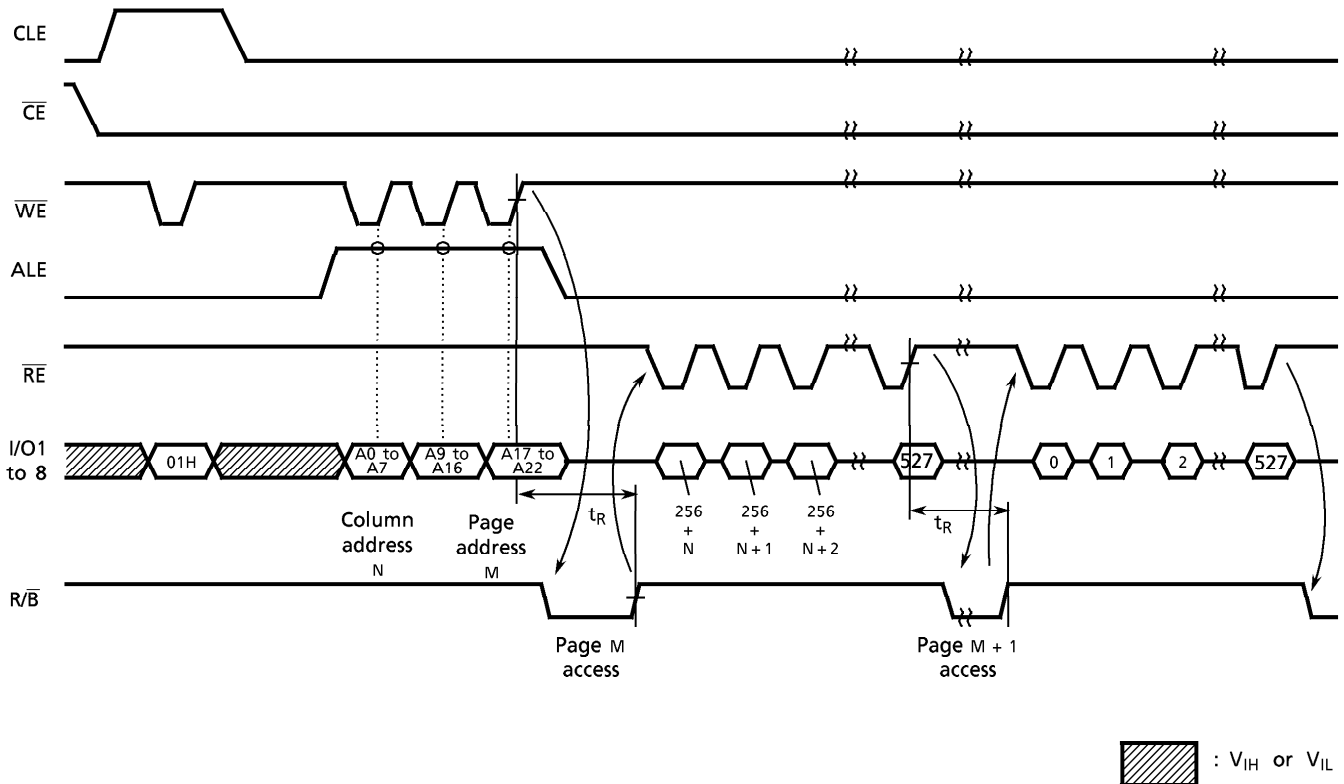 CLE
CE
WE
ALE
RE
I/O1
to 8
01H
A0 to
A7
A9 to
A16
A17 to
A22
527
0
1
2
527
tR
256
+
N
256
+
N + 1
256
+
N + 2
tR
Column
address
N
Page
address
M
R/B
Page M
access
Page M + 1
access
: VIH or VIL